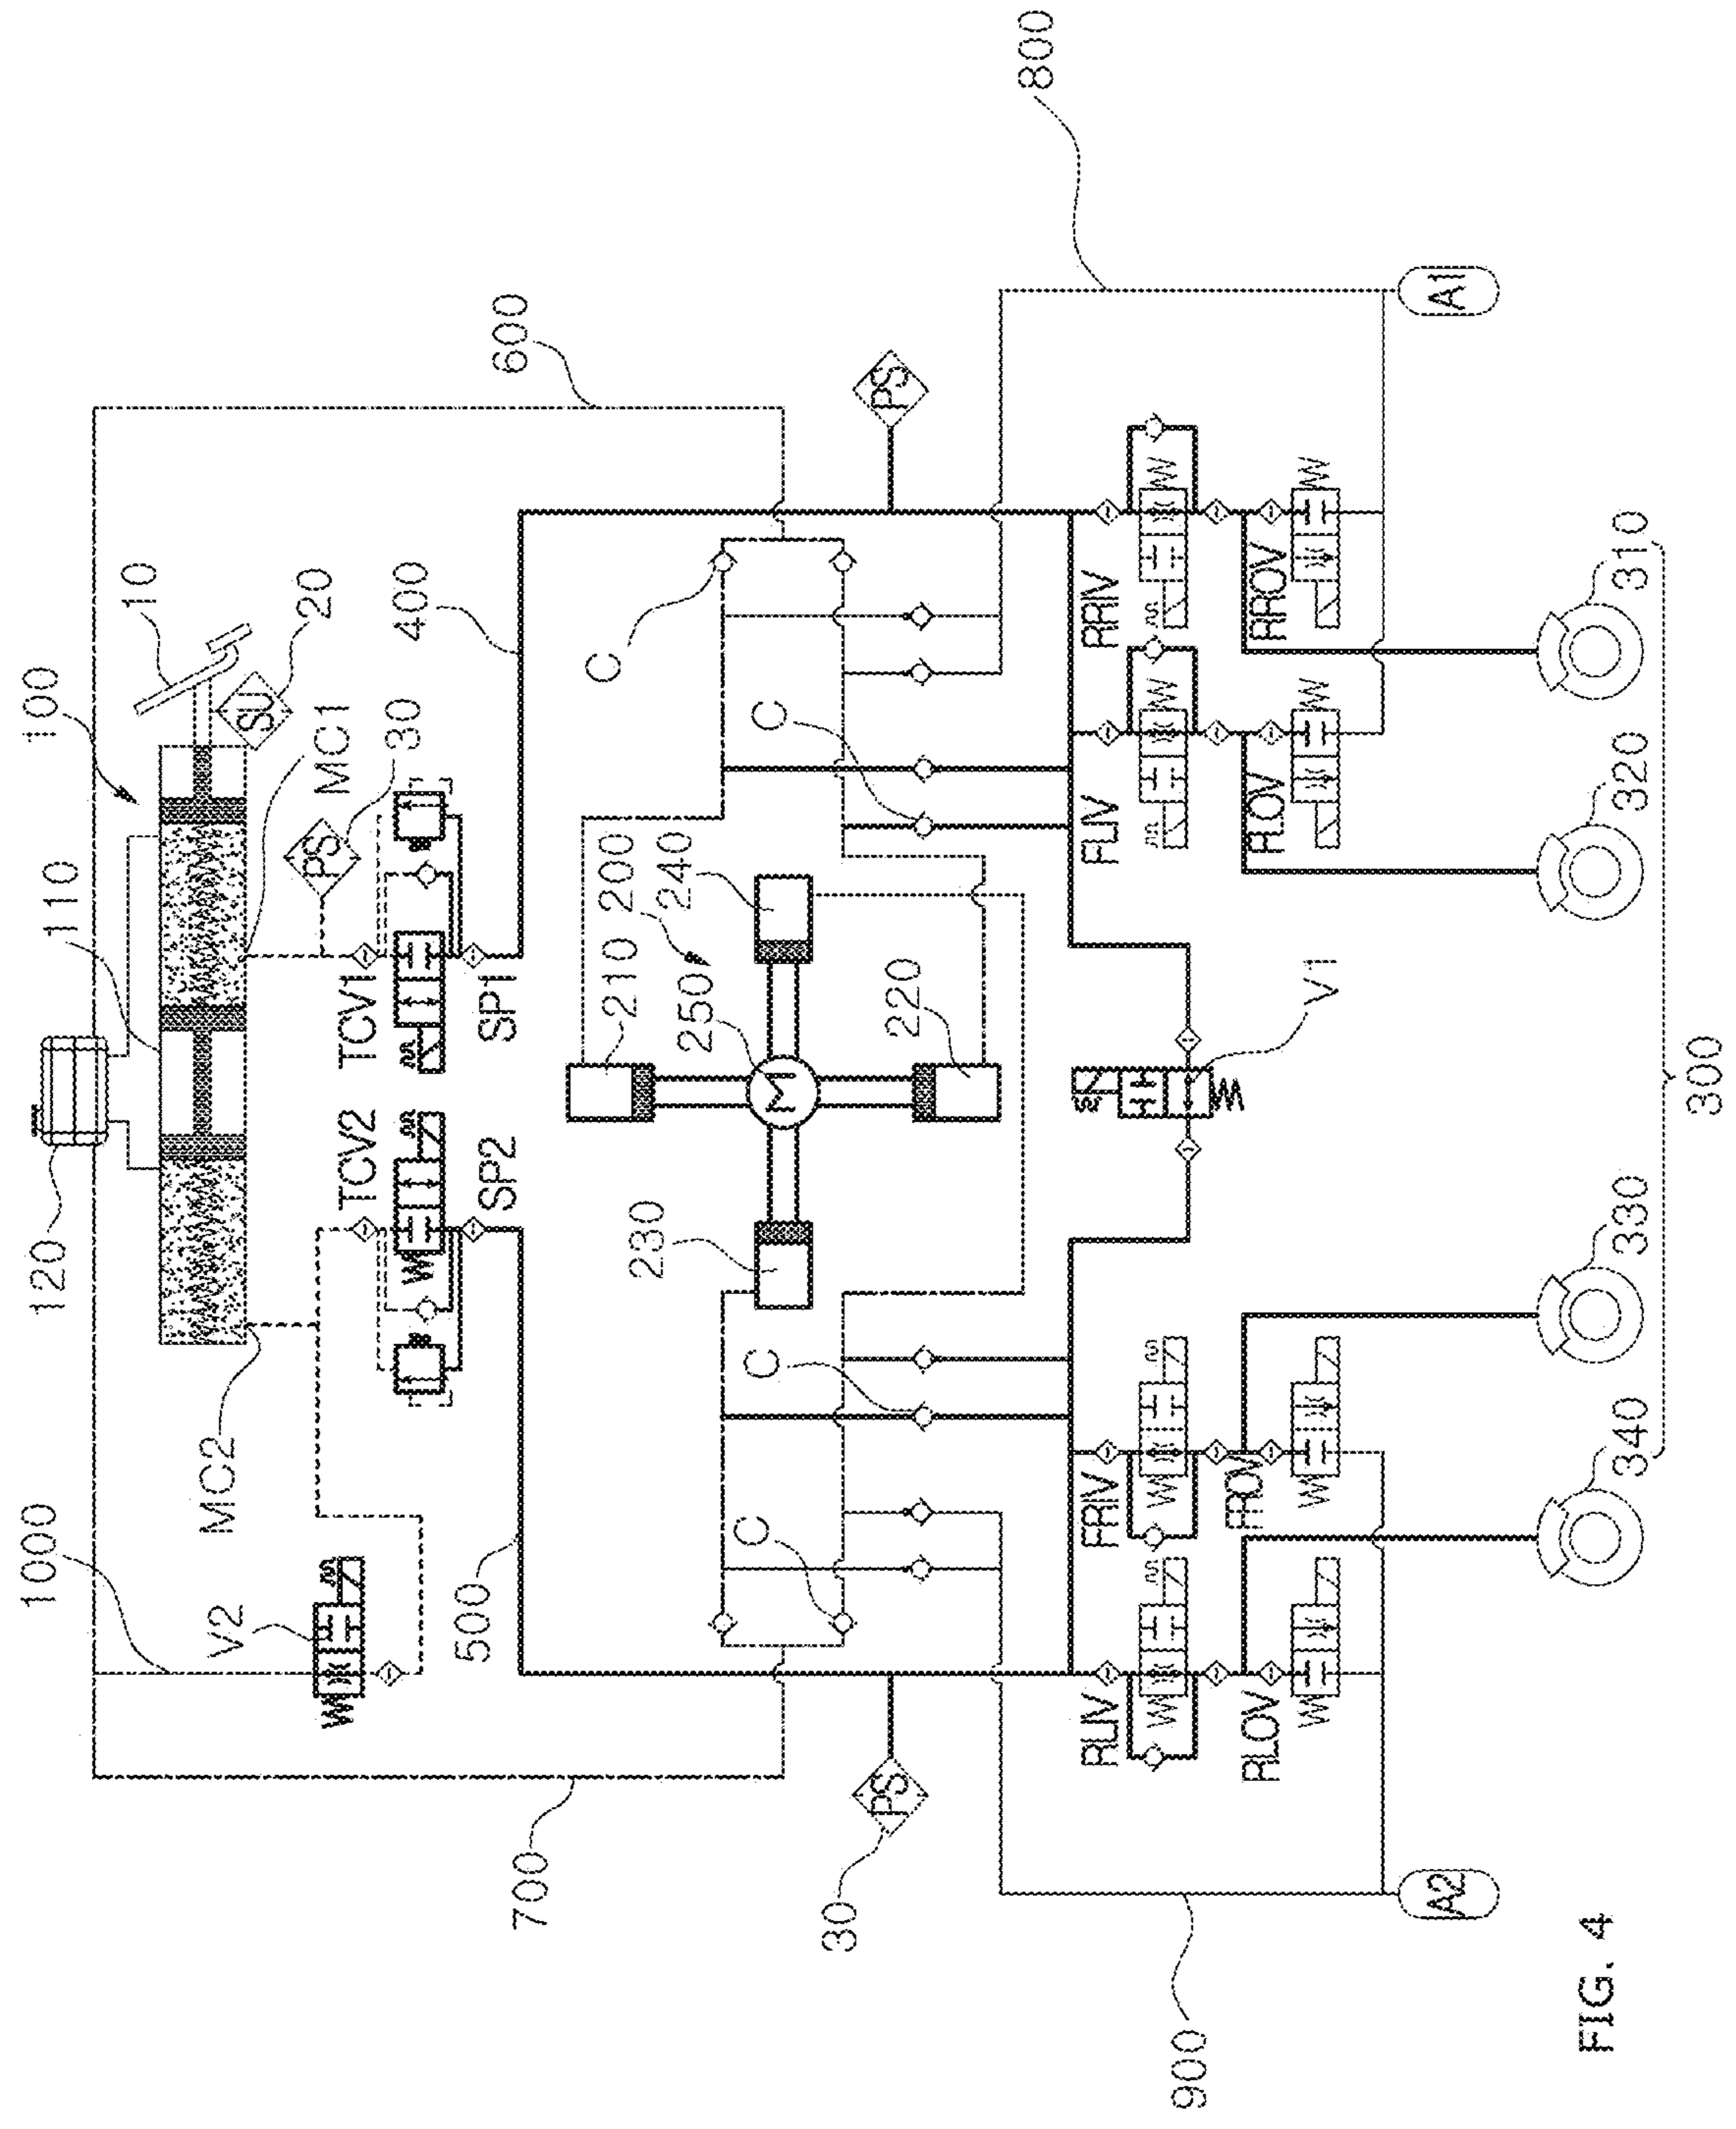 FIG. 4
120
110
100
10
20
SU
MC1
30
PS
MC2
1000
V2
TCV2
TCV1
SP2
SP1
400
500
600
700
C
C
C
C
200
210
220
230
240
250
M
PS
PS
30
800
900
V1
RLIV
FRIV
FLIV
RRIV
RLOV
FROV
FLOV
RROV
A2
A1
340
330
320
310
300